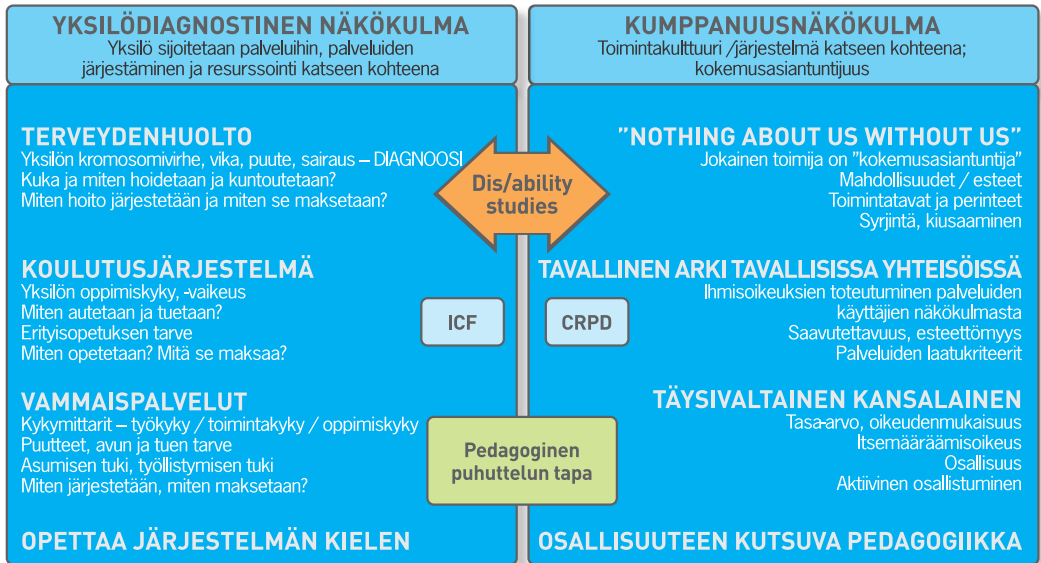 YKSILÖDIAGNOSTINEN NÄKÖKULMA
Yksilö sijoitetaan palveluihin, palveluiden
järjestäminen ja resurssointi katseen kohteena
TERVEYDENHUOLTO
Yksilön kromosomivirhe, vika, puute, sairaus – DIAGNOOSI
Kuka ja miten hoidetaan ja kuntoutetaan?
Miten hoito järjestetään ja miten se maksetaan?
KOULUTUSJÄRJESTELMÄ
Yksilön oppimiskyky, -vaikeus
Miten autetaan ja tuetaan?
Erityisopetuksen tarve
Miten opetetaan? Mitä se maksaa?
VAMMAISPALVELUT
Kykymittarit – työkyky / toimintakyky / oppimiskyky
Puutteet, avun ja tuen tarve
Asumisen tuki, työllistymisen tuki
Miten järjestetään, miten maksetaan?
OPETTAA JÄRJESTELMÄN KIELEN
Dis/ability
studies
ICF
CRPD
Pedagoginen
puhuttelun tapa
KUMPPANUUSNÄKÖKULMA
Toimintakulttuuri /järjestelmä katseen kohteena;
kokemusasiantuntijuus
"NOTHING ABOUT US WITHOUT US"
Jokainen toimija on "kokemusasiantuntija"
Mahdollisuudet / esteet
Toimintatavat ja perinteet
Syrjintä, kiusaaminen
TAVALLINEN ARKI TAVALLISISSA YHTEISÖISSÄ
Ihmisoikeuksien toteutuminen palveluiden
käyttäjien näkökulmasta
Saavutettavuus, esteettömyys
Palveluiden laatukriteerit
TÄYSIVALTAINEN KANSALAINEN
Tasa-arvo, oikeudenmukaisuus
Itsemääräämisoikeus
Osallisuus
Aktiivinen osallistuminen
OSALLISUUTEEN KUTSUVA PEDAGOGIIKKA